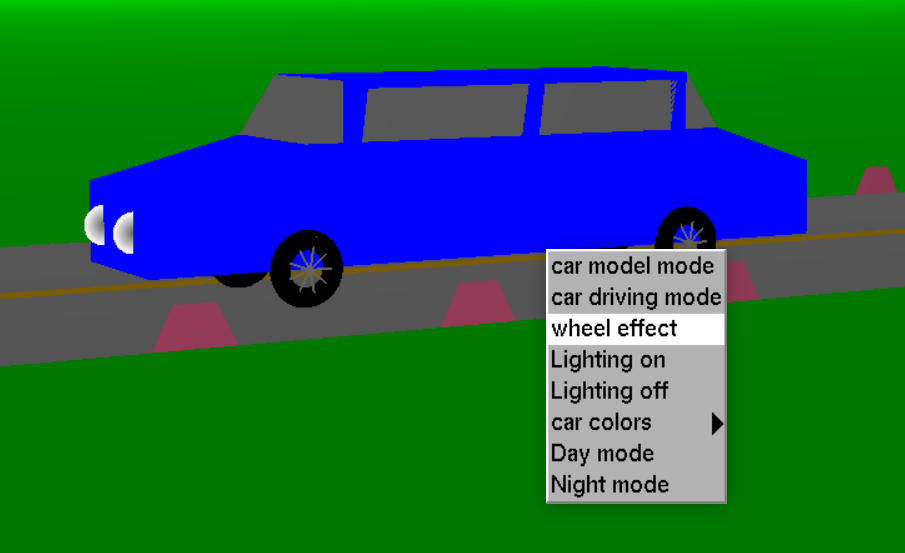 car model mode
car driving mode
wheel effect
Lighting on
Lighting off
car colors
Day mode
Night mode